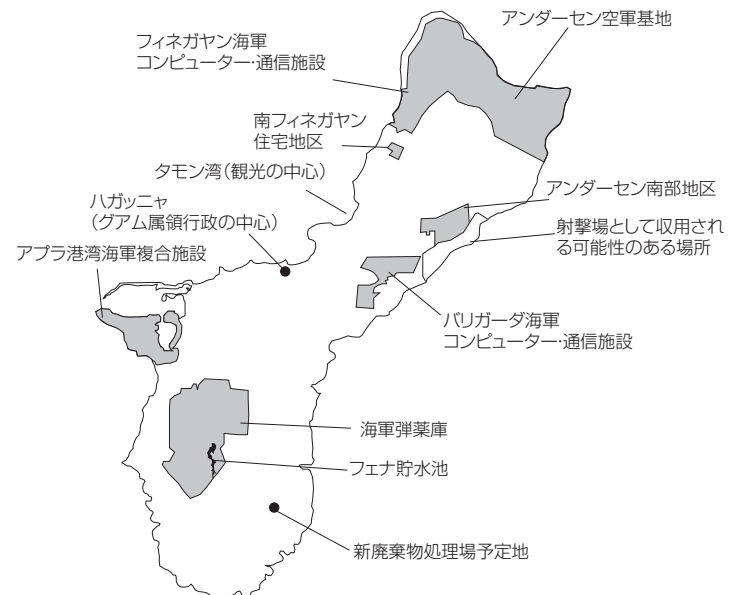 アンダーセン空軍基地
フィネガヤン海軍
コンピューター・通信施設
南フィネガヤン
住宅地区
タモン湾(観光の中心)
ハガッニャ
(グアム属領行政の中心)
アプラ港湾海軍複合施設
アンダーセン南部地区
射撃場として収用され
る可能性のある場所
バリガーダ海軍
コンピューター・通信施設
海軍弾薬庫
フェナ貯水池
新廃棄物処理場予定地